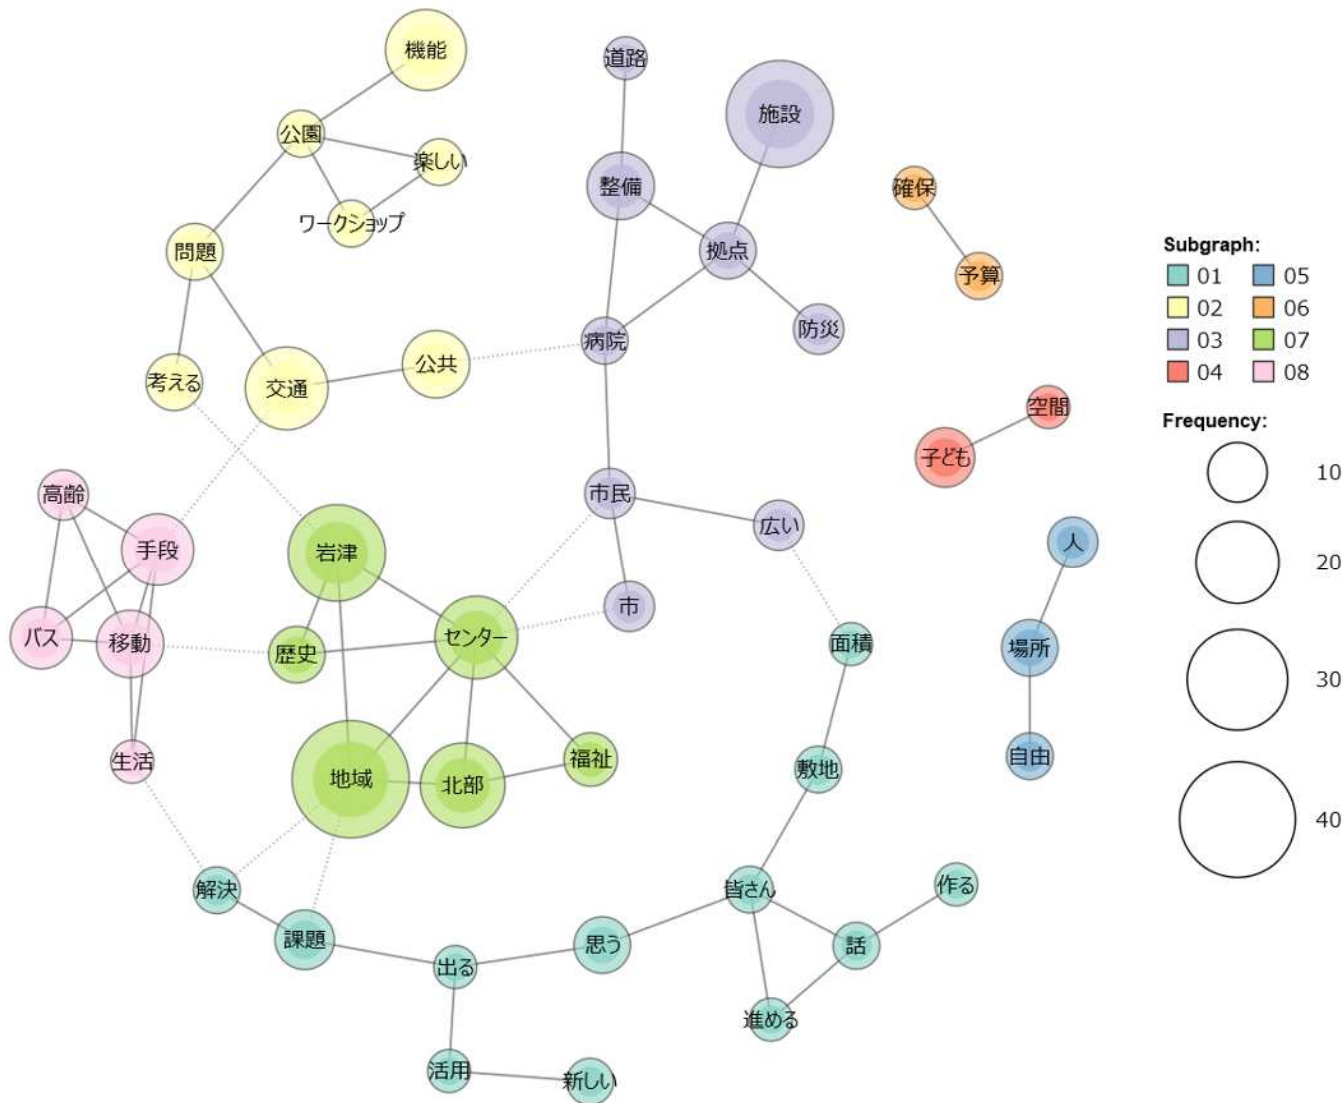 機能
道路
施設
公園
楽しい
整備
確保
ワークショップ
問題
拠点
予算
病院
防災
考える
交通
公共
空間
子ども
高齢
手段
岩津
市民
広い
人
バス
移動
歴史
センター
市
面積
場所
生活
地域
北部
福祉
敷地
自由
解決
課題
皆さん
作る
出る
思う
話
進める
活用
新しい
Subgraph:
01 05
02 06
03 07
04 08
Frequency:
10
20
30
40